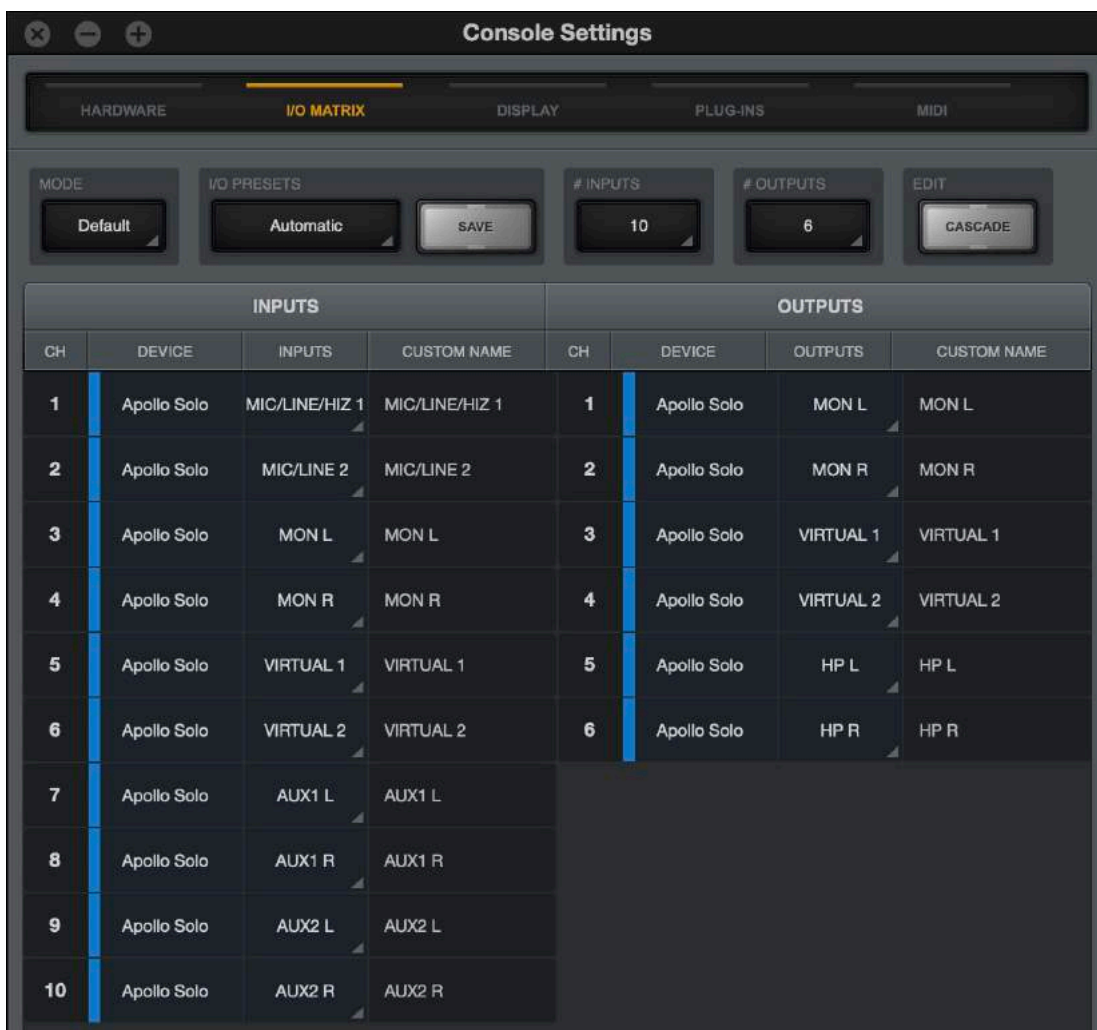 Console Settings
HARDWARE I/O MATRIX DISPLAY PLUG-INS MIDI
MODE I/O PRESETS # INPUTS # OUTPUTS EDIT
Default Automatic SAVE 10 6 CASCADE
INPUTS OUTPUTS
CH DEVICE INPUTS CUSTOM NAME CH DEVICE OUTPUTS CUSTOM NAME
1 Apollo Solo MIC/LINE/HIZ 1 MIC/LINE/HIZ 1 1 Apollo Solo MON L MON L
2 Apollo Solo MIC/LINE 2 MIC/LINE 2 2 Apollo Solo MON R MON R
3 Apollo Solo MON L MON L 3 Apollo Solo VIRTUAL 1 VIRTUAL 1
4 Apollo Solo MON R MON R 4 Apollo Solo VIRTUAL 2 VIRTUAL 2
5 Apollo Solo VIRTUAL 1 VIRTUAL 1 5 Apollo Solo HP L HP L
6 Apollo Solo VIRTUAL 2 VIRTUAL 2 6 Apollo Solo HP R HP R
7 Apollo Solo AUX1 L AUX1 L
8 Apollo Solo AUX1 R AUX1 R
9 Apollo Solo AUX2 L AUX2 L
10 Apollo Solo AUX2 R AUX2 R